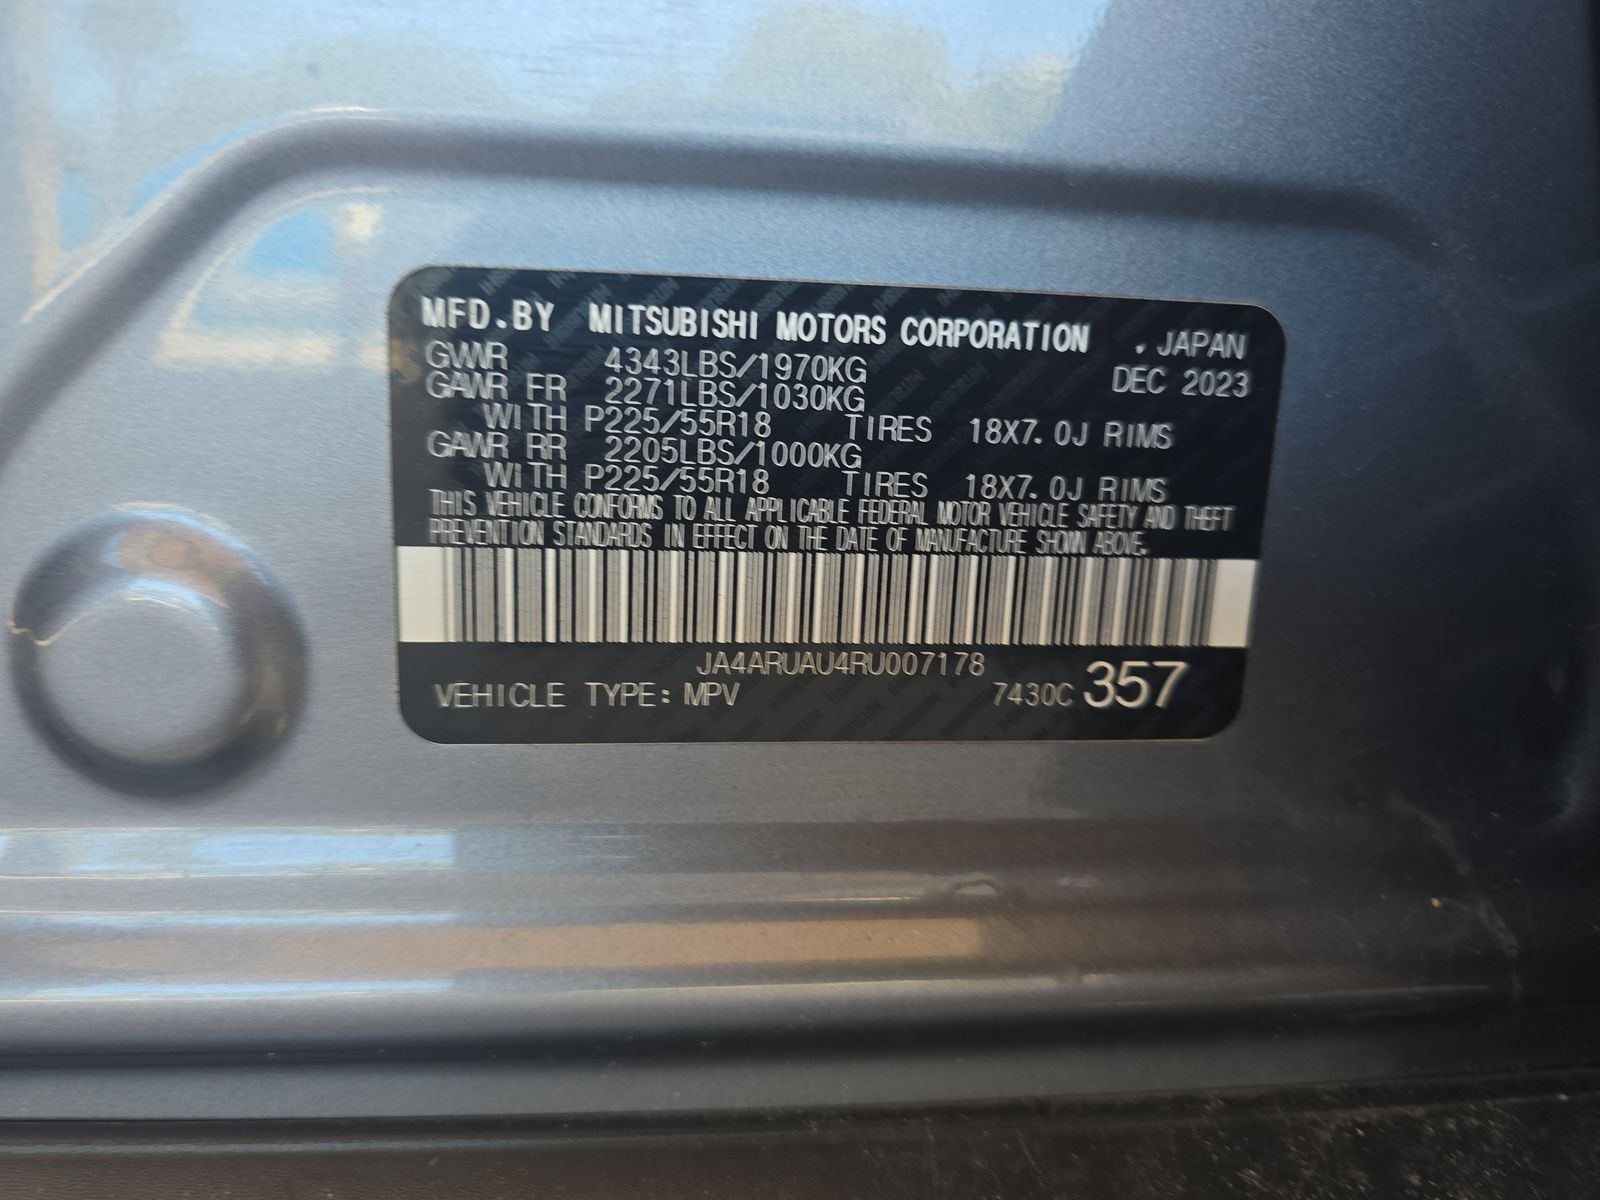 MFD.BY MITSUBISHI MOTORS CORPORATION , JAPAN
GVWR 4343LBS/1970KG DEC 2023
GAWR FR 2271LBS/1030KG
WITH P225/55R18 TIRES 18X7.0J RIMS
GAWR RR 2205LBS/1000KG
WITH P225/55R18 TIRES 18X7.0J RIMS
THIS VEHICLE CONFORMS TO ALL APPLICABLE FEDERAL MOTOR VEHICLE SAFETY AND THEFT
PREVENTION STANDARDS IN EFFECT ON THE DATE OF MANUFACTURE SHOWN ABOVE.
JA4ARUAU4RU007178
VEHICLE TYPE: MPV 7430C 357